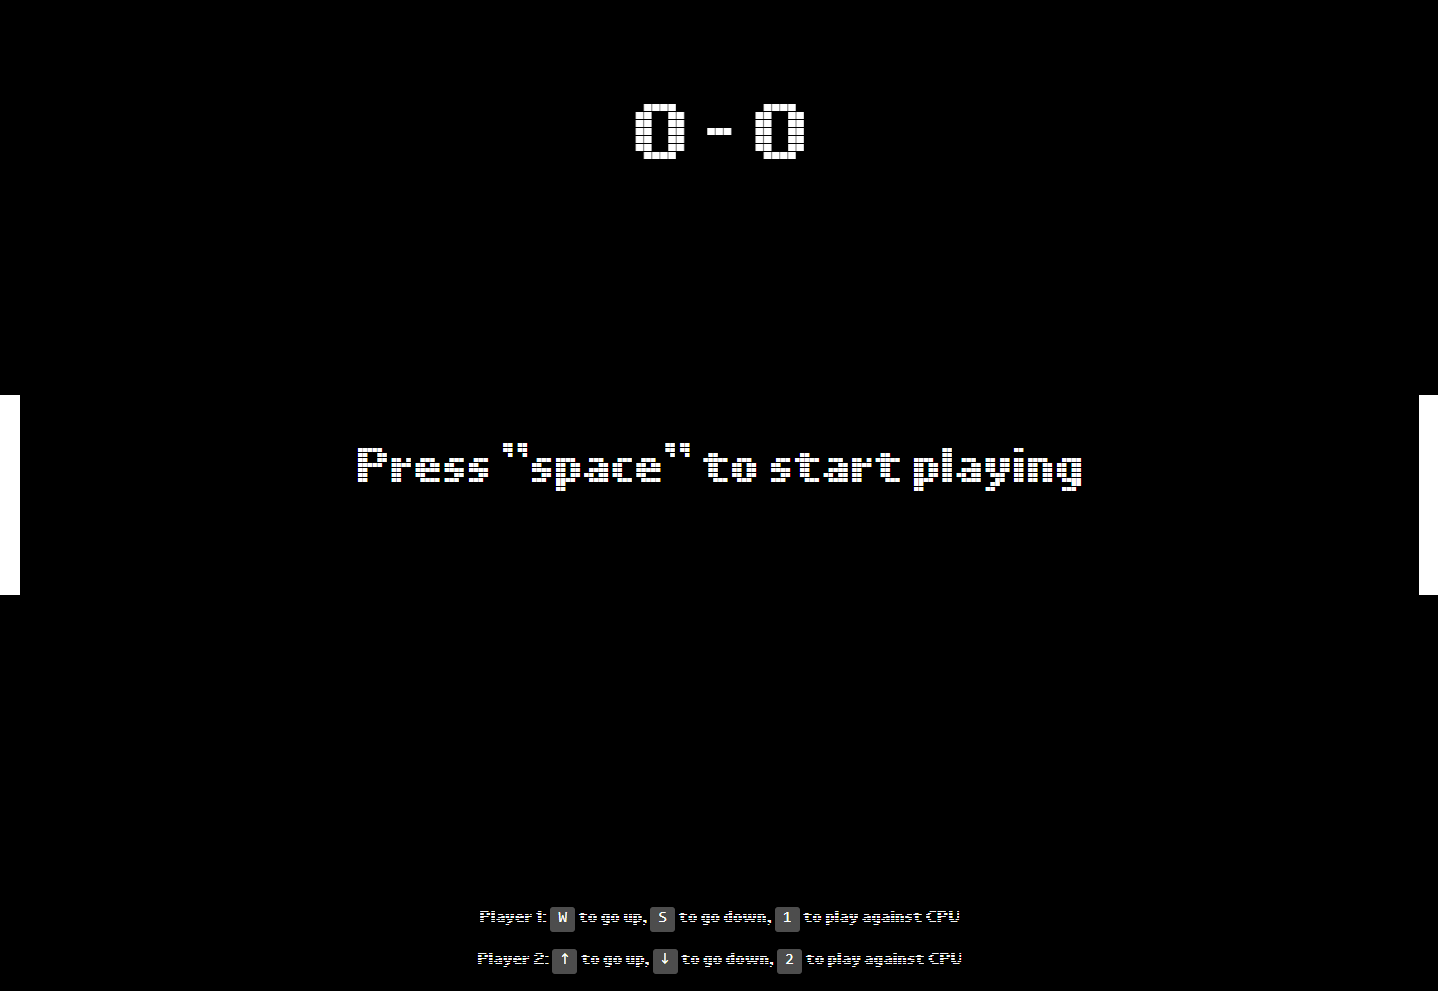 0 - 0
Press "space" to start playing
Player 1: W to go up, S to go down, 1 to play against CPU
Player 2: ↑ to go up, ↓ to go down, 2 to play against CPU